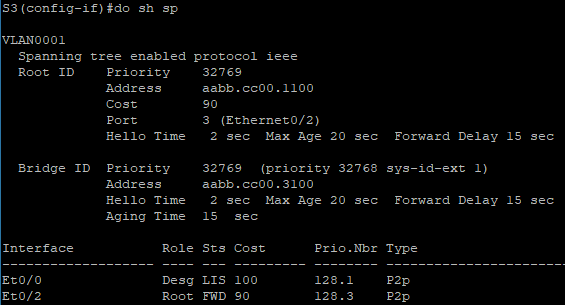 S3(config-if)#do sh sp
VLAN0001
  Spanning tree enabled protocol ieee
  Root ID    Priority    32769
             Address     aabb.cc00.1100
             Cost        90
             Port        3 (Ethernet0/2)
             Hello Time   2 sec  Max Age 20 sec  Forward Delay 15 sec
  Bridge ID  Priority    32769  (priority 32768 sys-id-ext 1)
             Address     aabb.cc00.3100
             Hello Time   2 sec  Max Age 20 sec  Forward Delay 15 sec
             Aging Time  15  sec
Interface           Role Sts Cost      Prio.Nbr Type
------------------- ---- --- --------- -------- --------------------------------
Et0/0               Desg LIS 100       128.1    P2p
Et0/2               Root FWD 90        128.3    P2p